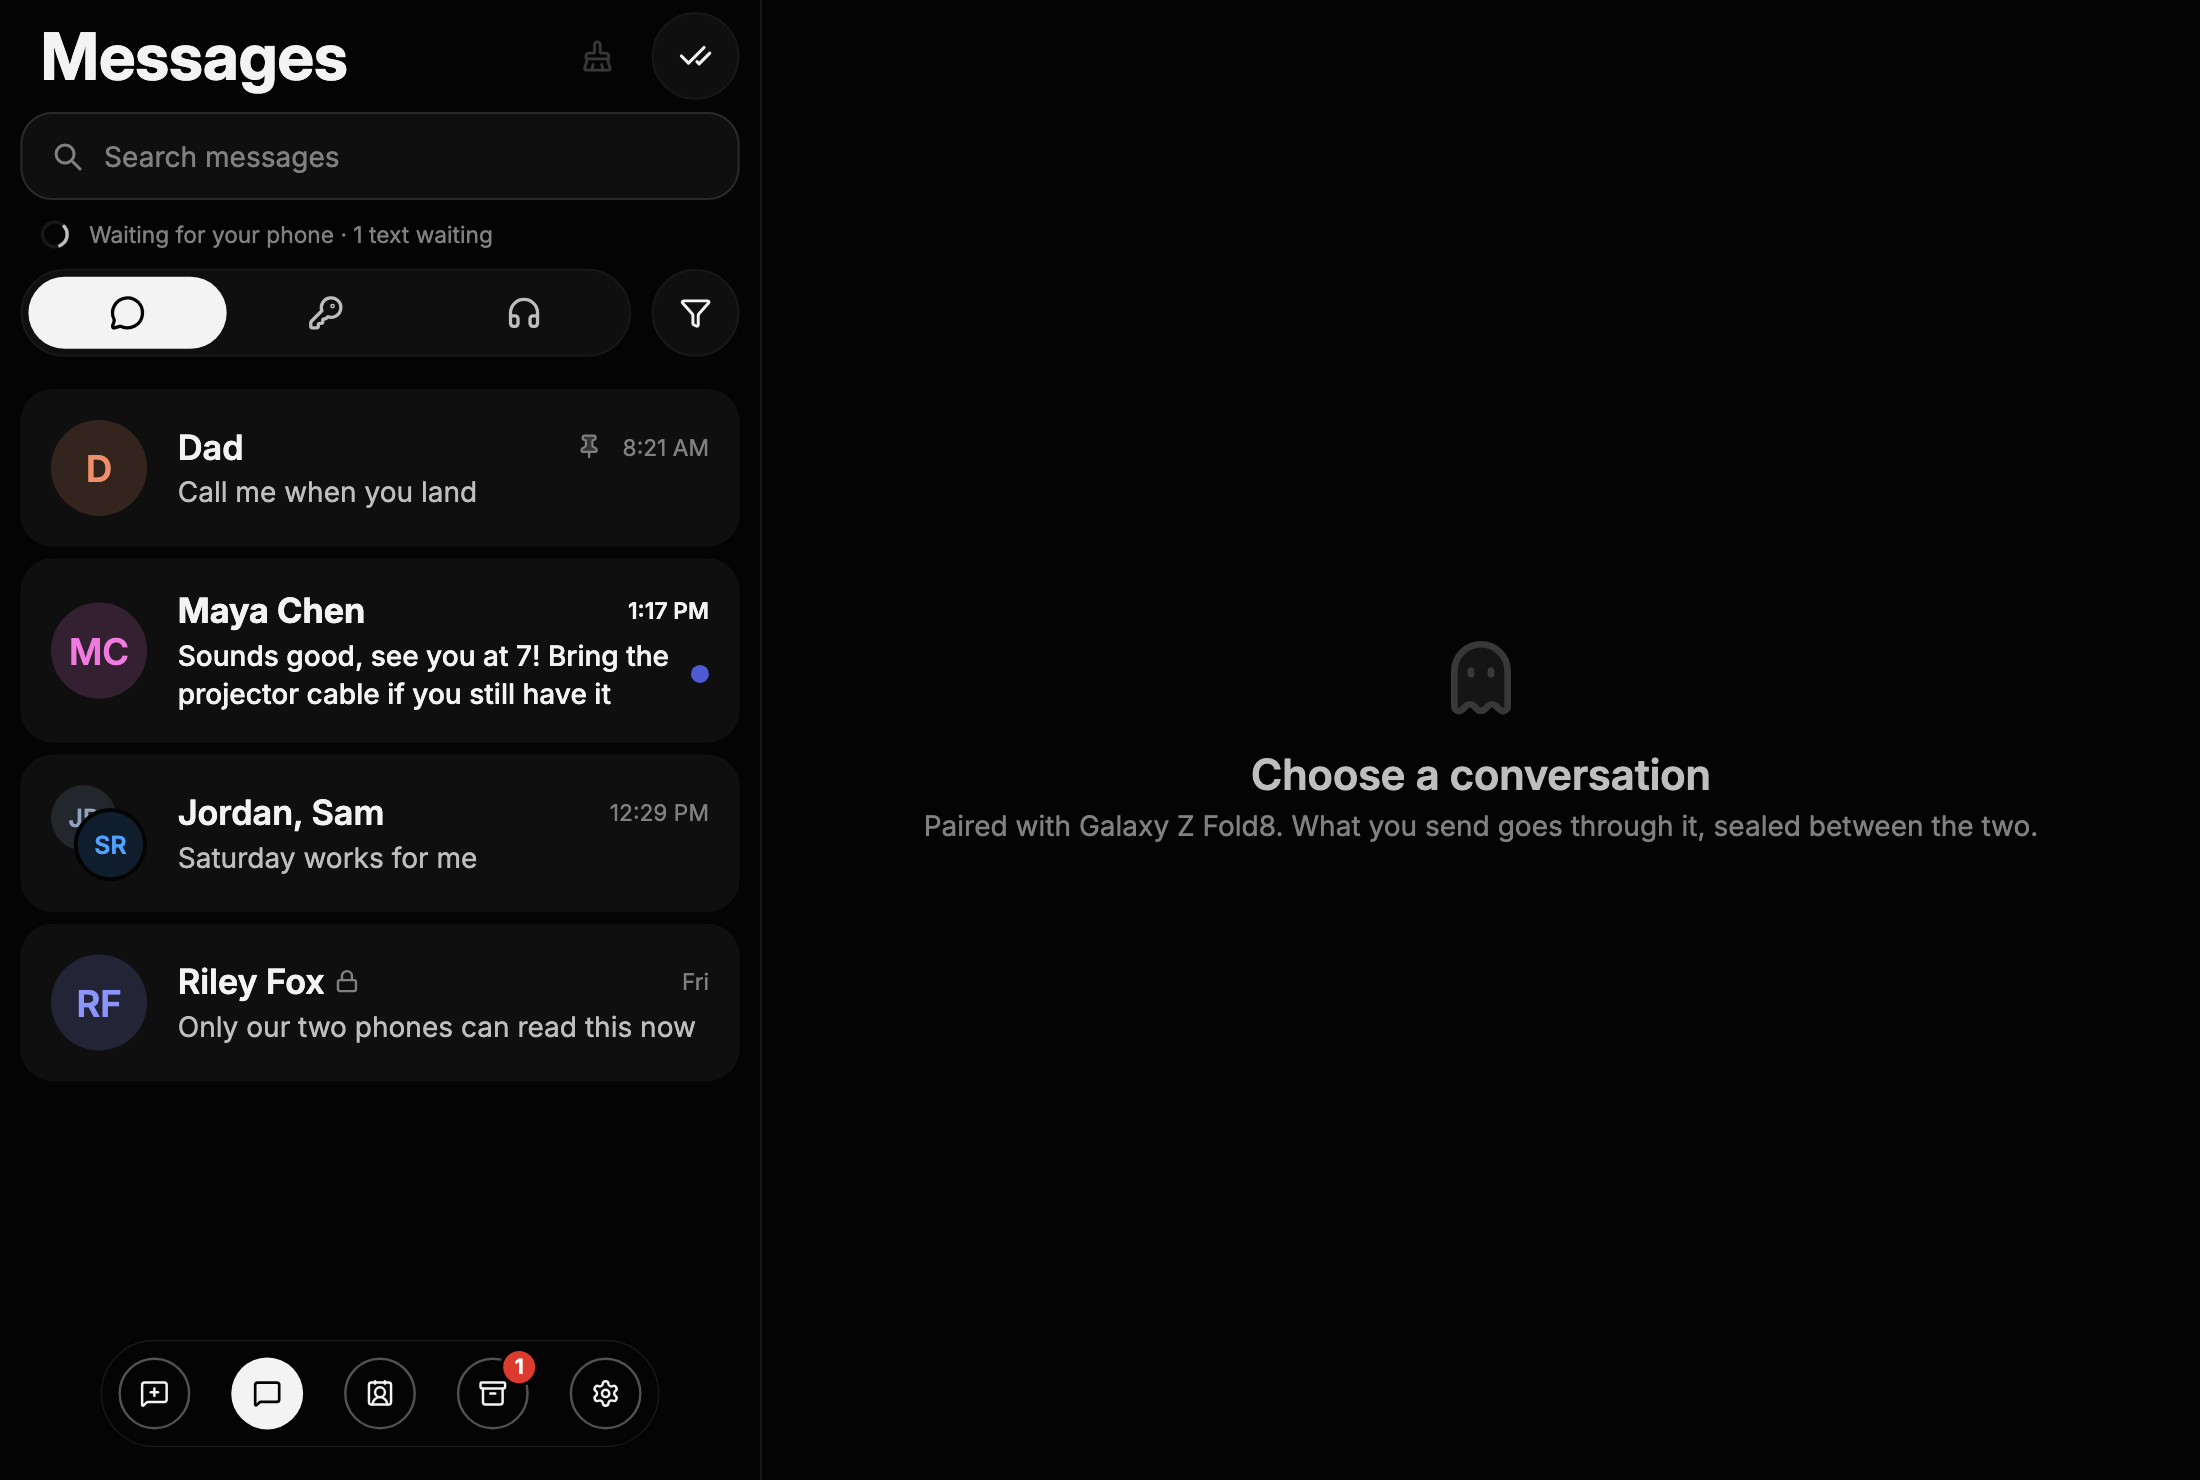 Messages
Search messages
Waiting for your phone · 1 text waiting
D
Dad
8:21 AM
Call me when you land
MC
Maya Chen
1:17 PM
Sounds good, see you at 7! Bring the
projector cable if you still have it
SR
Jordan, Sam
12:29 PM
Saturday works for me
RF
Riley Fox
Fri
Only our two phones can read this now
1
Choose a conversation
Paired with Galaxy Z Fold8. What you send goes through it, sealed between the two.